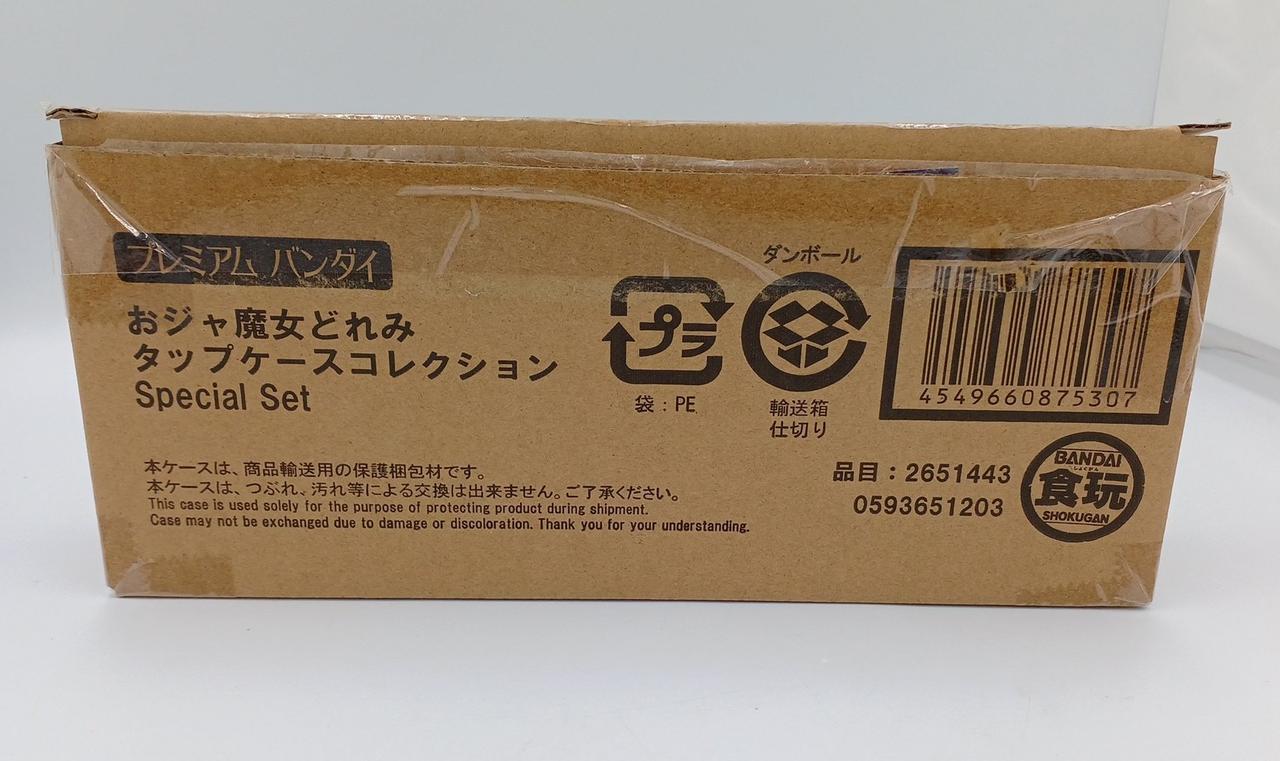 プレミアム バンダイ
おジャ魔女どれみ
タップケースコレクション
Special Set
プラ
袋：PE
ダンボール
輸送箱
仕切り
4549660875307
本ケースは、商品輸送用の保護梱包材です。
本ケースは、つぶれ、汚れ等による交換は出来ません。ご了承ください。
This case is used solely for the purpose of protecting product during shipment.
Case may not be exchanged due to damage or discoloration. Thank you for your understanding.
品目：2651443
0593651203
BANDAI
しょくがん
食玩
SHOKUGAN